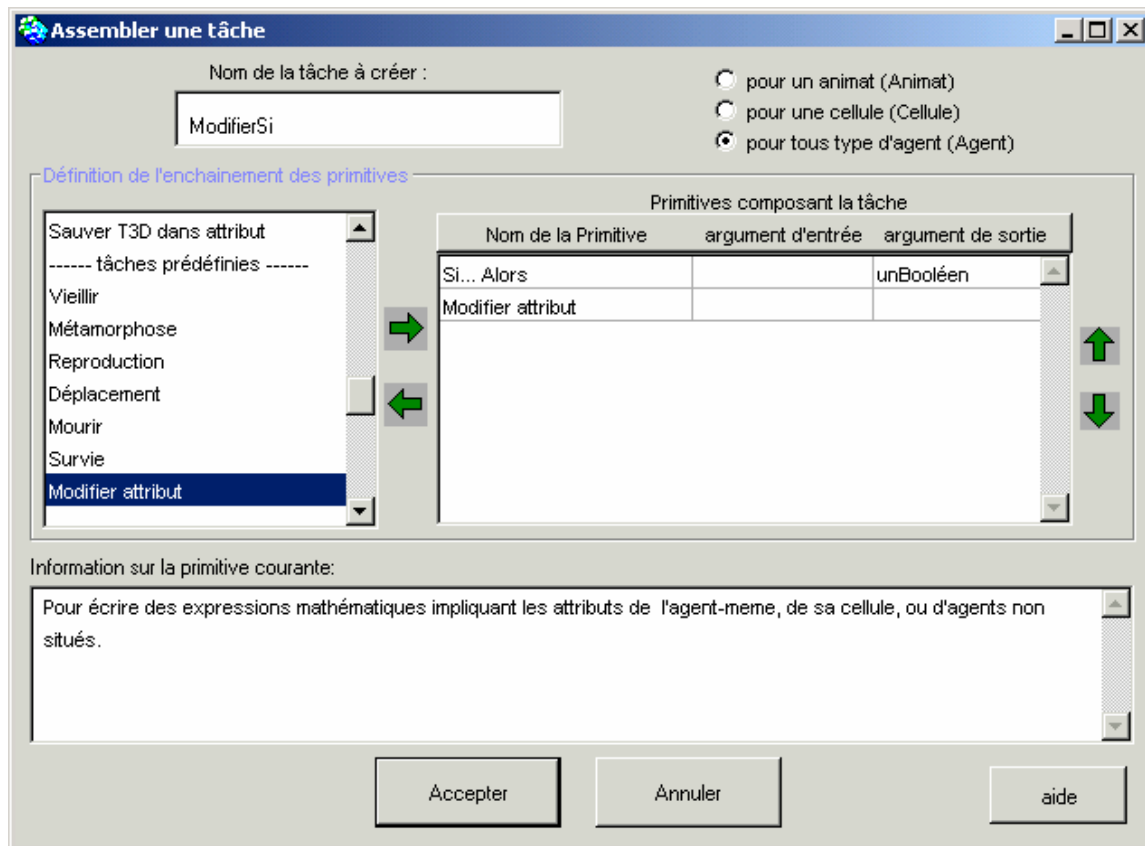 Assembler une tâche
Nom de la tâche à créer :
ModifierSi
pour un animat (Animat)
pour une cellule (Cellule)
pour tous type d'agent (Agent)
Définition de l'enchainement des primitives
Sauver T3D dans attribut
------ tâches prédéfinies ------
Vieillir
Métamorphose
Reproduction
Déplacement
Mourir
Survie
Modifier attribut
Primitives composant la tâche
Nom de la Primitive argument d'entrée argument de sortie
Si... Alors unBooléen
Modifier attribut
Information sur la primitive courante:
Pour écrire des expressions mathématiques impliquant les attributs de l'agent-meme, de sa cellule, ou d'agents non
situés.
Accepter
Annuler
aide